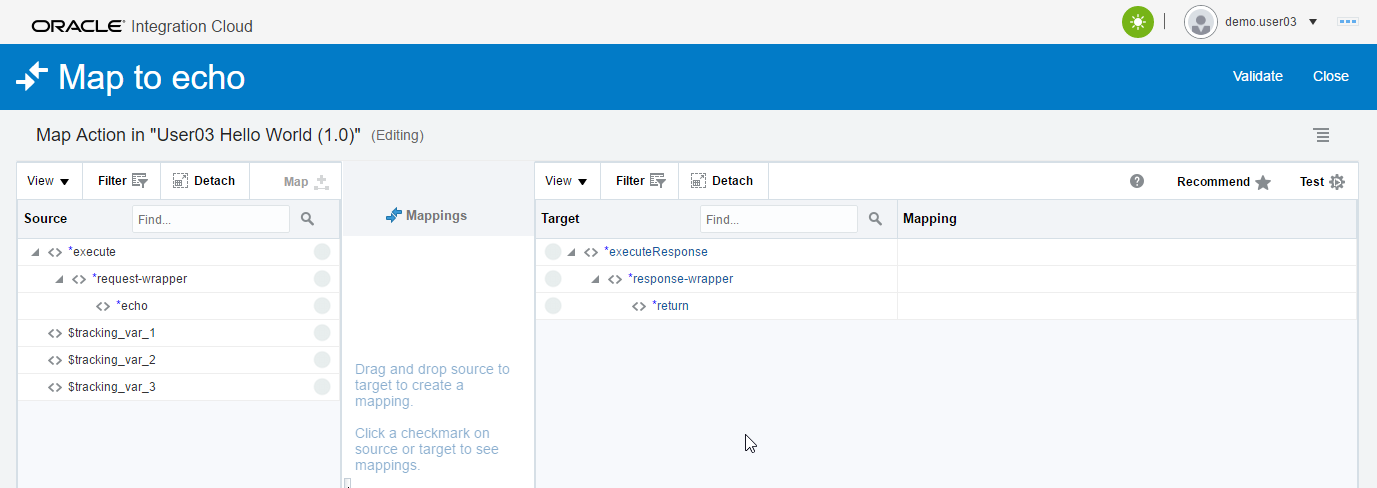 ORACLE Integration Cloud
demo.user03
Map to echo
Validate
Close
Map Action in "User03 Hello World (1.0)" (Editing)
View
Filter
Detach
Map
Source
Find...
*execute
*request-wrapper
*echo
$tracking_var_1
$tracking_var_2
$tracking_var_3
Mappings
Drag and drop source to
target to create a
mapping.
Click a checkmark on
source or target to see
mappings.
View
Filter
Detach
?
Recommend
Test
Target
Find...
Mapping
*executeResponse
*response-wrapper
*return